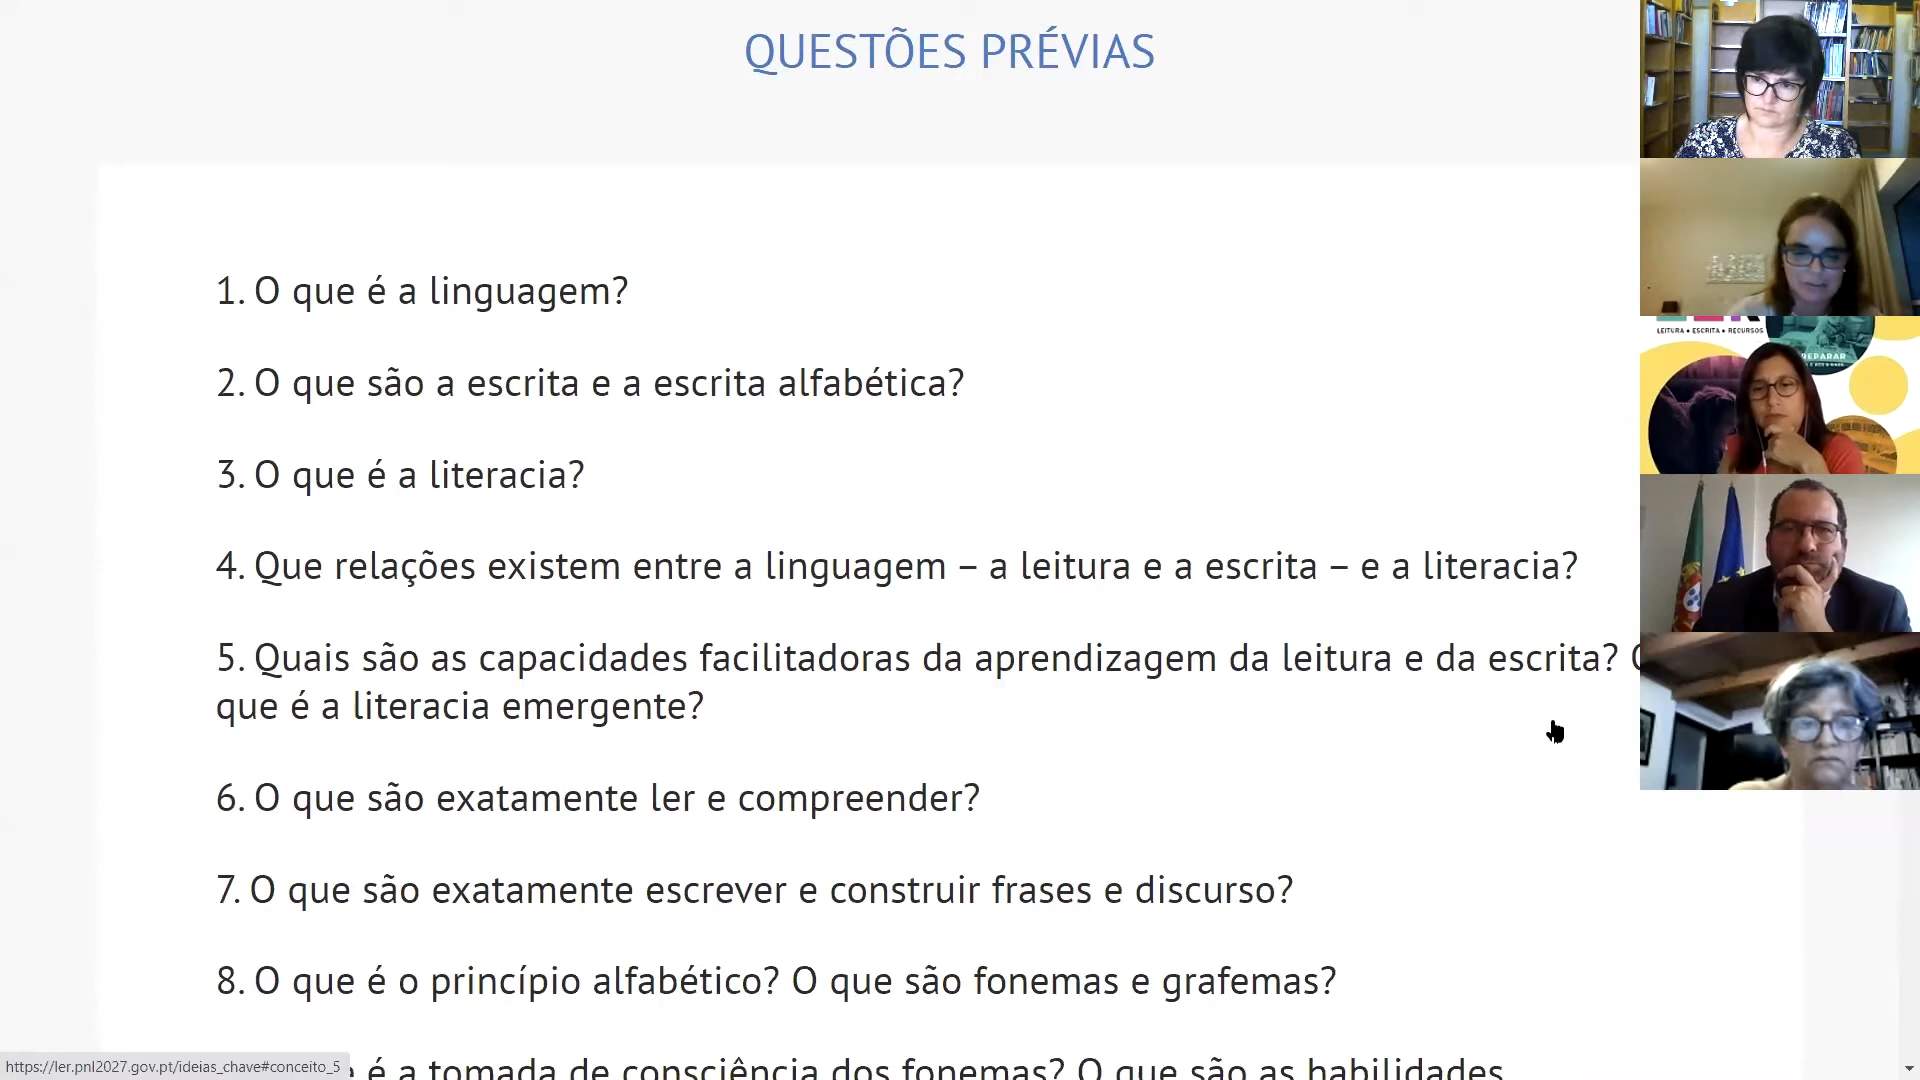 QUESTÕES PRÉVIAS
1. O que é a linguagem?
2. O que são a escrita e a escrita alfabética?
3. O que é a literacia?
4. Que relações existem entre a linguagem – a leitura e a escrita – e a literacia?
5. Quais são as capacidades facilitadoras da aprendizagem da leitura e da escrita?
que é a literacia emergente?
6. O que são exatamente ler e compreender?
7. O que são exatamente escrever e construir frases e discurso?
8. O que é o princípio alfabético? O que são fonemas e grafemas?
é a tomada de consciência dos fonemas? O que são as habilidades
https://ler.pnl2027.gov.pt/ideias_chave#conceito_5
LEITURA • ESCRITA • RECURSOS